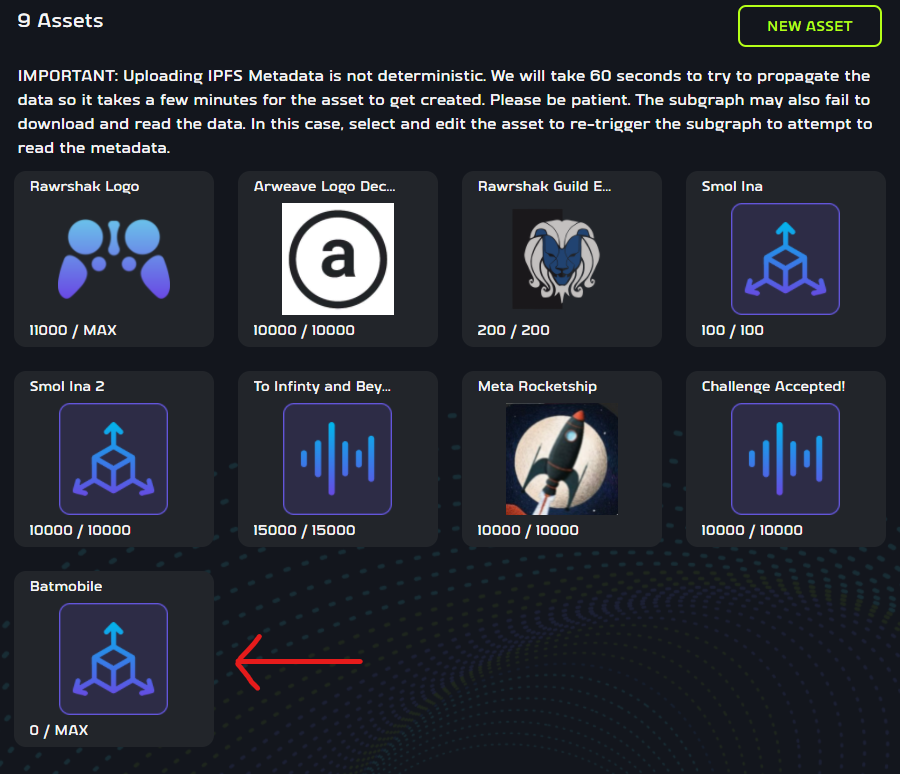 9 Assets
NEW ASSET
IMPORTANT: Uploading IPFS Metadata is not deterministic. We will take 60 seconds to try to propagate the
data so it takes a few minutes for the asset to get created. Please be patient. The subgraph may also fail to
download and read the data. In this case, select and edit the asset to re-trigger the subgraph to attempt to
read the metadata.
Rawrshak Logo
11000 / MAX
Arweave Logo Dec...
a
10000 / 10000
Rawrshak Guild E...
200 / 200
Smol Ina
100 / 100
Smol Ina 2
10000 / 10000
To Infinty and Bey...
15000 / 15000
Meta Rocketship
10000 / 10000
Challenge Accepted!
10000 / 10000
Batmobile
0 / MAX